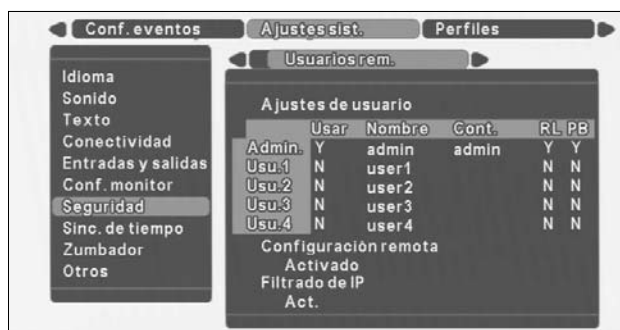 Conf. eventos Ajustes sist. Perfiles
Usuarios rem.
Idioma
Sonido
Texto
Conectividad
Entradas y salidas
Conf. monitor
Seguridad
Sinc. de tiempo
Zumbador
Otros
Ajustes de usuario
Usar Nombre Cont. RL PB
Admin. Y admin admin Y Y
Usu.1 N user1 N N
Usu.2 N user2 N N
Usu.3 N user3 N N
Usu.4 N user4 N N
Configuración remota
Activado
Filtrado de IP
Act.